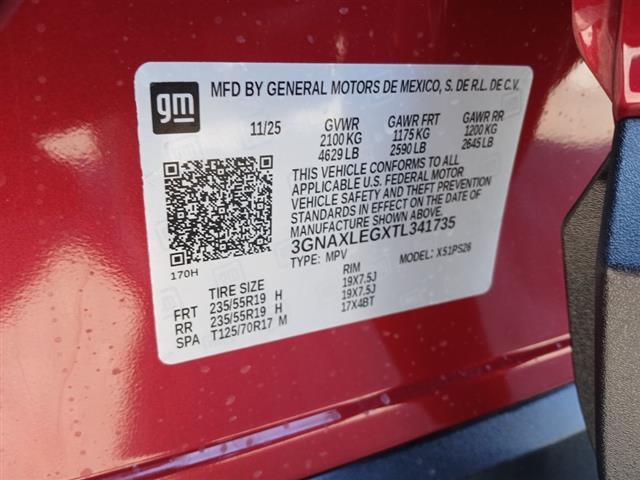 gm
MFD BY GENERAL MOTORS DE MEXICO, S. DE R.L. DE C.V.
11/25 GVWR GAWR FRT GAWR RR
2100 KG 1175 KG 1200 KG
4629 LB 2590 LB 2645 LB
THIS VEHICLE CONFORMS TO ALL
APPLICABLE U.S. FEDERAL MOTOR
VEHICLE SAFETY AND THEFT PREVENTION
STANDARDS IN EFFECT ON THE DATE OF
MANUFACTURE SHOWN ABOVE.
3GNAXLEGXTL341735
170H TYPE: MPV MODEL: X51PS26
TIRE SIZE RIM
FRT 235/55R19 H 19X7.5J
RR 235/55R19 H 19X7.5J
SPA T125/70R17 M 17X4BT